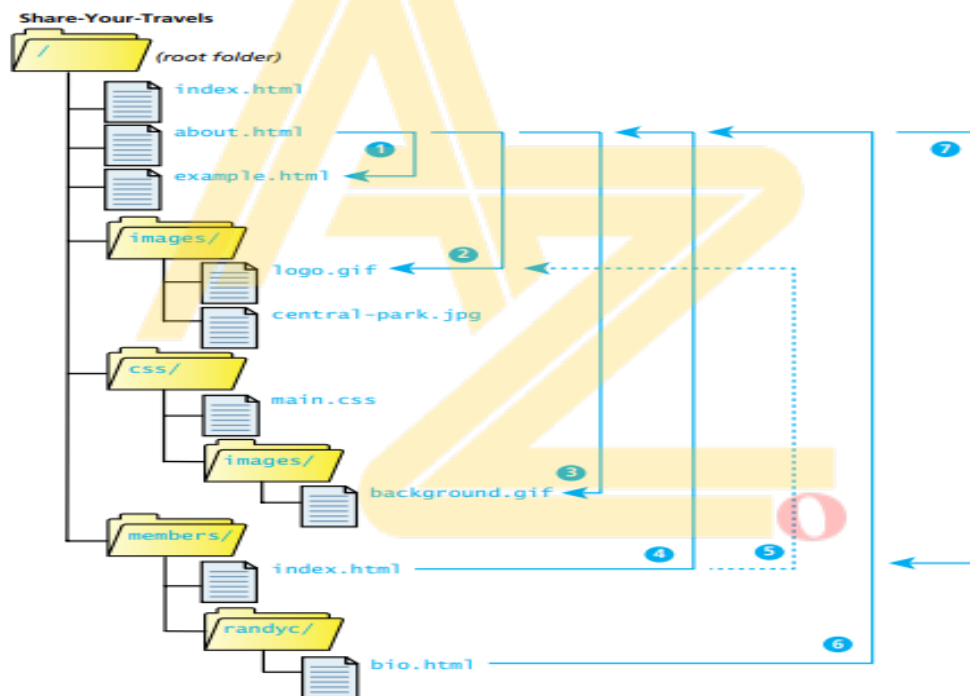 Share-Your-Travels
/
(root folder)
index.html
about.html
1
7
example.html
images/
2
logo.gif
central-park.jpg
css/
main.css
images/
3
background.gif
members/
4
5
index.html
randyc/
6
bio.html